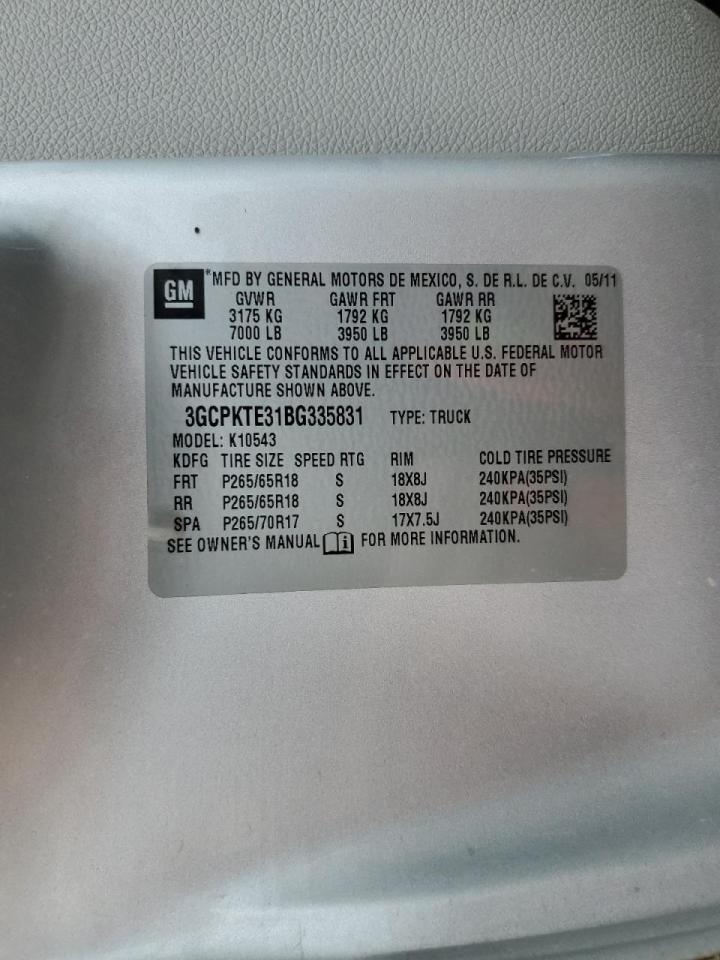 GM *MFD BY GENERAL MOTORS DE MEXICO, S. DE R.L. DE C.V. 05/11
GVWR GAWR FRT GAWR RR
3175 KG 1792 KG 1792 KG
7000 LB 3950 LB 3950 LB
THIS VEHICLE CONFORMS TO ALL APPLICABLE U.S. FEDERAL MOTOR
VEHICLE SAFETY STANDARDS IN EFFECT ON THE DATE OF
MANUFACTURE SHOWN ABOVE.
3GCPKTE31BG335831 TYPE: TRUCK
MODEL: K10543
KDFG TIRE SIZE SPEED RTG RIM COLD TIRE PRESSURE
FRT P265/65R18 S 18X8J 240KPA(35PSI)
RR P265/65R18 S 18X8J 240KPA(35PSI)
SPA P265/70R17 S 17X7.5J 240KPA(35PSI)
SEE OWNER'S MANUAL i FOR MORE INFORMATION.